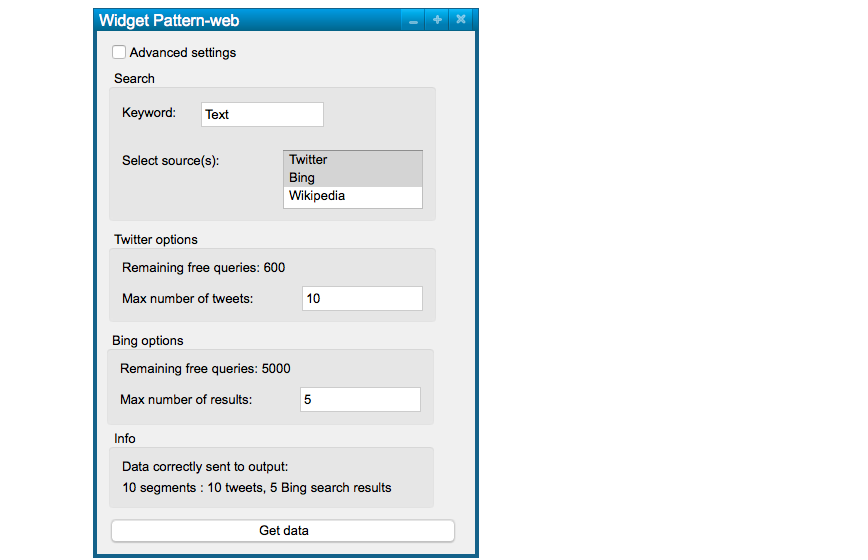 Widget Pattern-web
Advanced settings
Search
Keyword: Text
Select source(s): Twitter
Bing
Wikipedia
Twitter options
Remaining free queries: 600
Max number of tweets: 10
Bing options
Remaining free queries: 5000
Max number of results: 5
Info
Data correctly sent to output:
10 segments : 10 tweets, 5 Bing search results
Get data